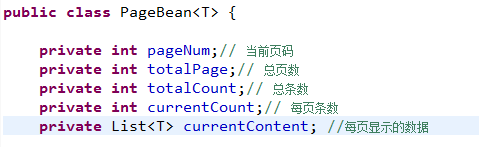 public class PageBean<T> {
private int pageNum;// 当前页码
private int totalPage;// 总页数
private int totalCount;// 总条数
private int currentCount;// 每页条数
private List<T> currentContent; //每页显示的数据